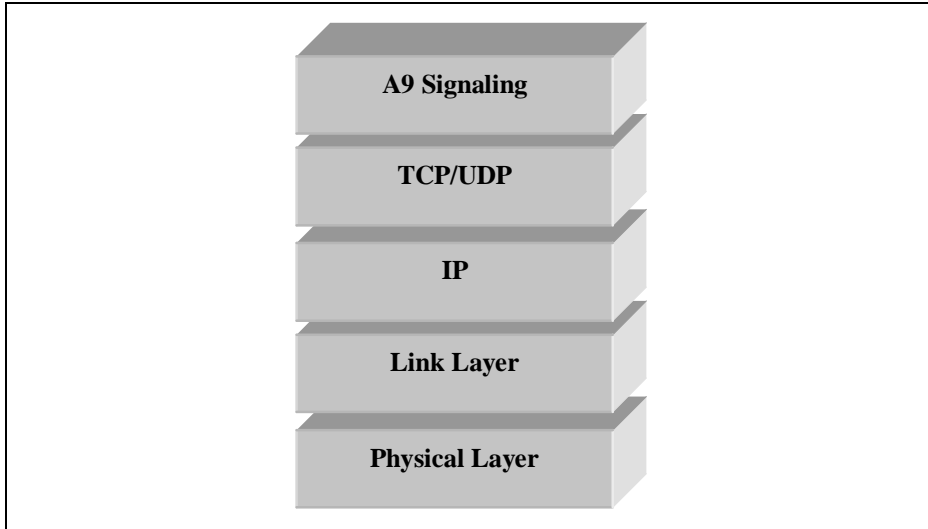 A9 Signaling
TCP/UDP
IP
Link Layer
Physical Layer